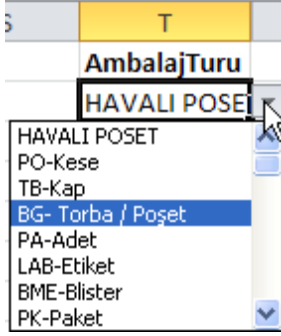 S T
AmbalajTuru
HAVALI POSE
HAVALI POSET
PO-Kese
TB-Kap
BG- Torba / Poşet
PA-Adet
LAB-Etiket
BME-Blister
PK-Paket